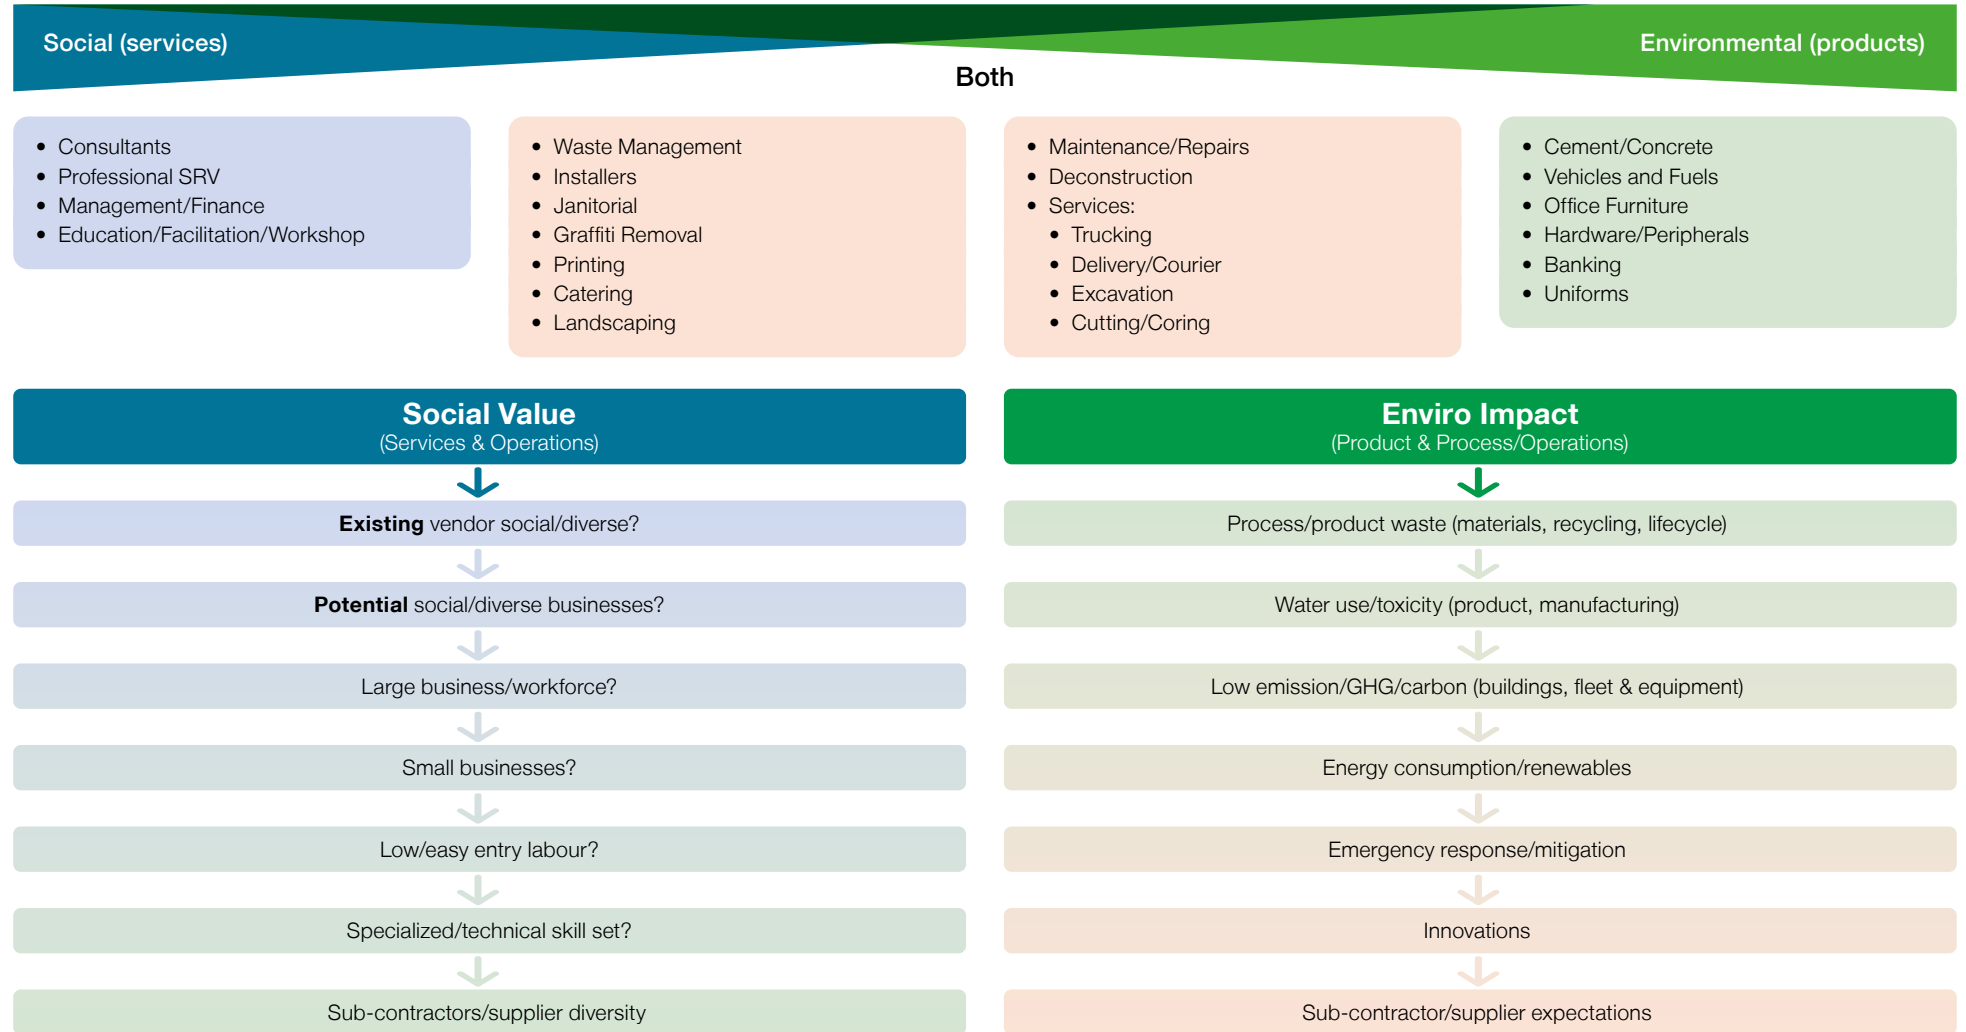 Social (services)
Environmental (products)
Both
Consultants
Professional SRV
Management/Finance
Education/Facilitation/Workshop
Waste Management
Installers
Janitorial
Graffiti Removal
Printing
Catering
Landscaping
Maintenance/Repairs
Deconstruction
Services:
Trucking
Delivery/Courier
Excavation
Cutting/Coring
Cement/Concrete
Vehicles and Fuels
Office Furniture
Hardware/Peripherals
Banking
Uniforms
Social Value
(Services & Operations)
Existing vendor social/diverse?
Potential social/diverse businesses?
Large business/workforce?
Small businesses?
Low/easy entry labour?
Specialized/technical skill set?
Sub-contractors/supplier diversity
Enviro Impact
(Product & Process/Operations)
Process/product waste (materials, recycling, lifecycle)
Water use/toxicity (product, manufacturing)
Low emission/GHG/carbon (buildings, fleet & equipment)
Energy consumption/renewables
Emergency response/mitigation
Innovations
Sub-contractor/supplier expectations